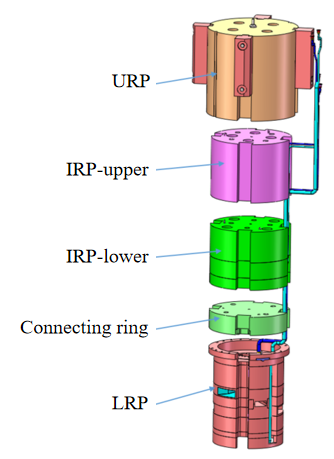 URP
IRP-upper
IRP-lower
Connecting ring
LRP